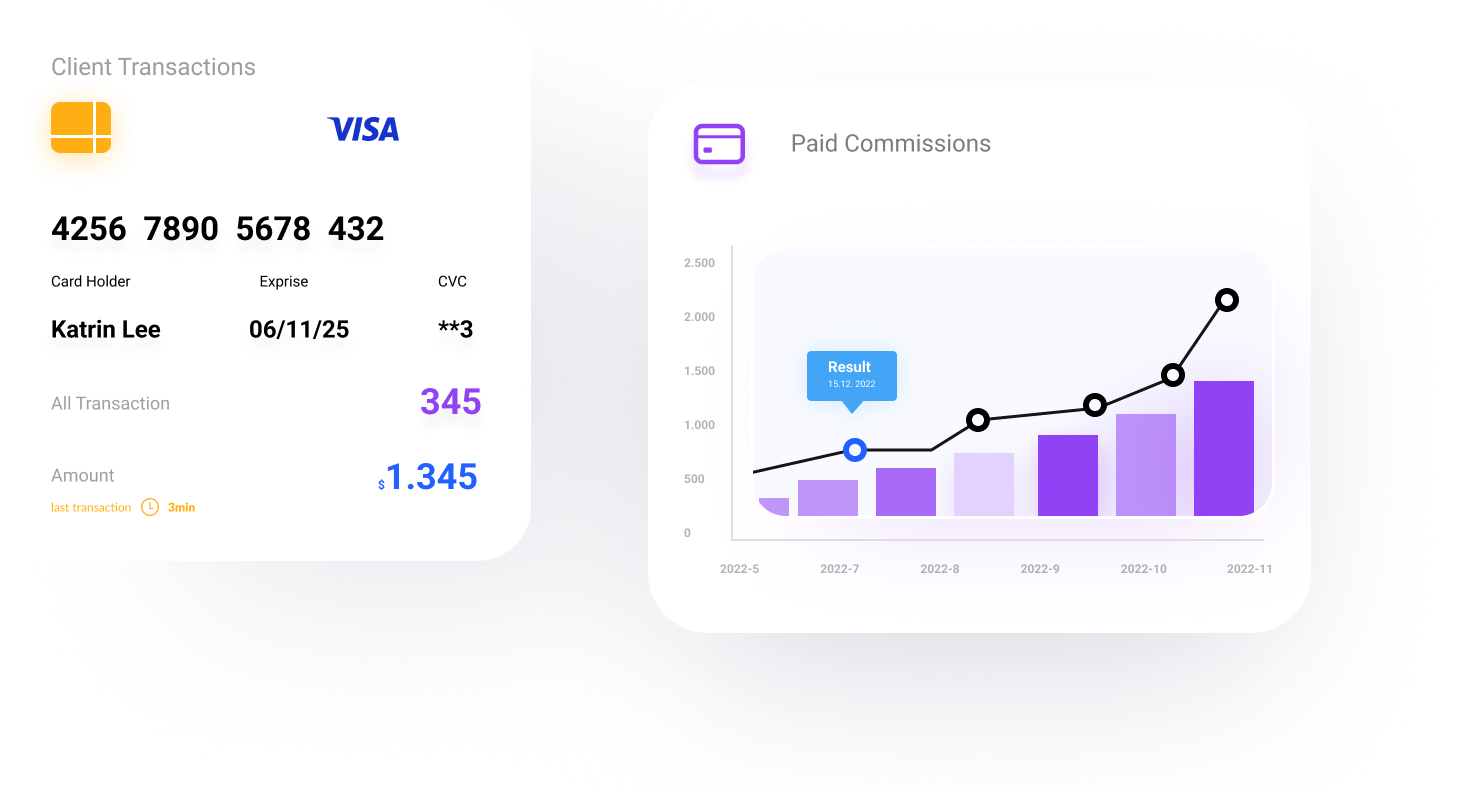 Client Transactions
VISA
4256 7890 5678 432
Card Holder Exprise CVC
Katrin Lee 06/11/25 **3
All Transaction 345
Amount $1.345
last transaction 3min
Paid Commissions
2.500
2.000
1.500
1.000
500
0
Result
15.12. 2022
2022-5 2022-7 2022-8 2022-9 2022-10 2022-11